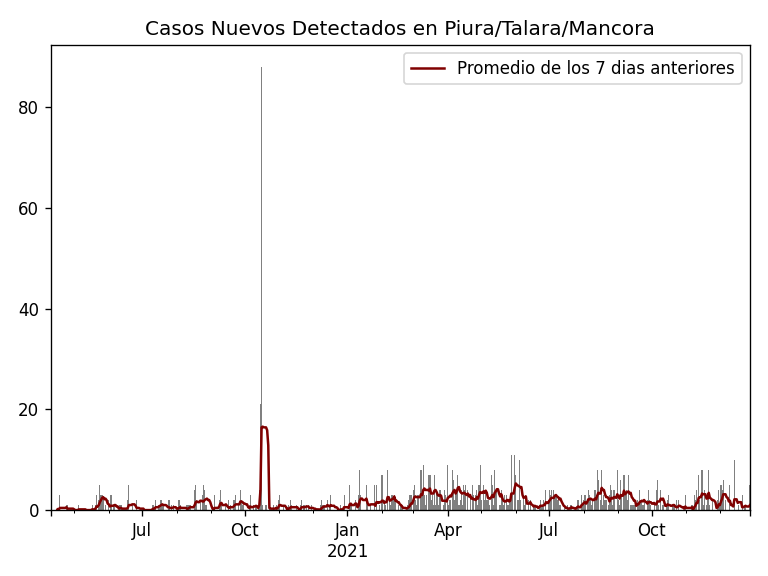 Casos Nuevos Detectados en Piura/Talara/Mancora
Promedio de los 7 dias anteriores
80
60
40
20
0
Jul
Oct
Jan
2021
Apr
Jul
Oct